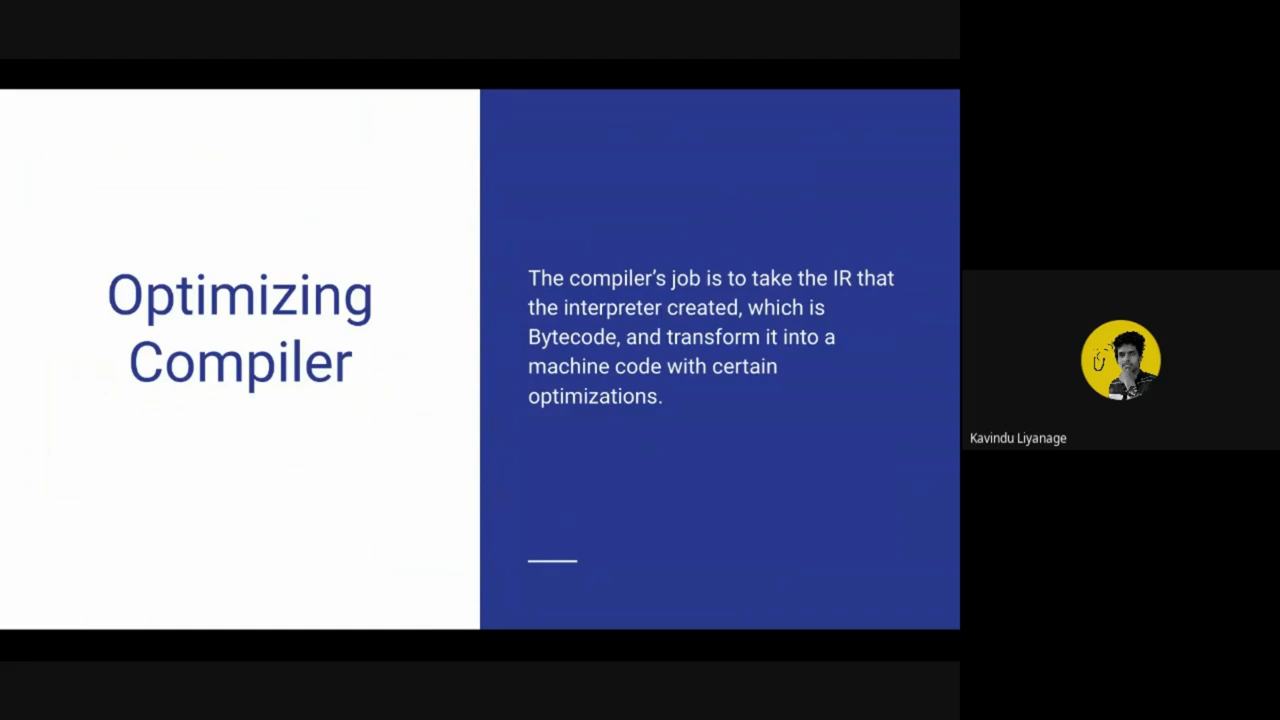 Optimizing
Compiler
The compiler’s job is to take the IR that
the interpreter created, which is
Bytecode, and transform it into a
machine code with certain
optimizations.
Kavindu Liyanage